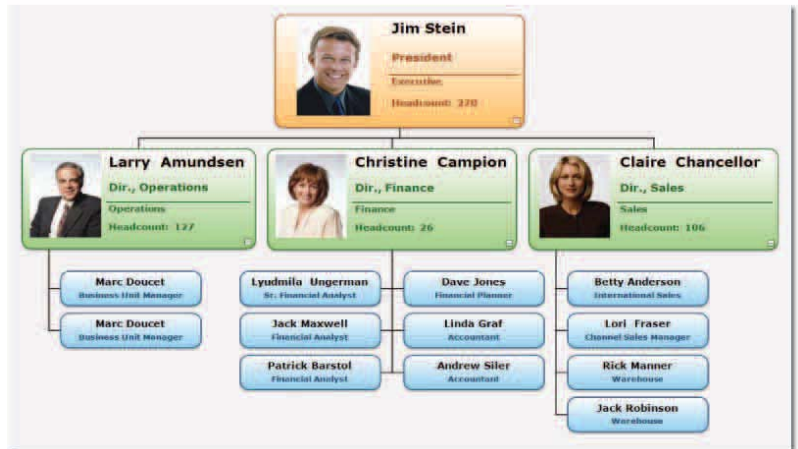 Jim Stein
President
Executive
Headcount: 270
Larry Amundsen
Dir., Operations
Operations
Headcount: 127
Christine Campion
Dir., Finance
Finance
Headcount: 26
Claire Chancellor
Dir., Sales
Sales
Headcount: 106
Marc Doucet
Business Unit Manager
Marc Doucet
Business Unit Manager
Lyudmila Ungerman
Sr. Financial Analyst
Jack Maxwell
Financial Analyst
Patrick Barstol
Financial Analyst
Dave Jones
Financial Planner
Linda Graf
Accountant
Andrew Siler
Accountant
Betty Anderson
International Sales
Lori Fraser
Channel Sales Manager
Rick Manner
Warehouse
Jack Robinson
Warehouse